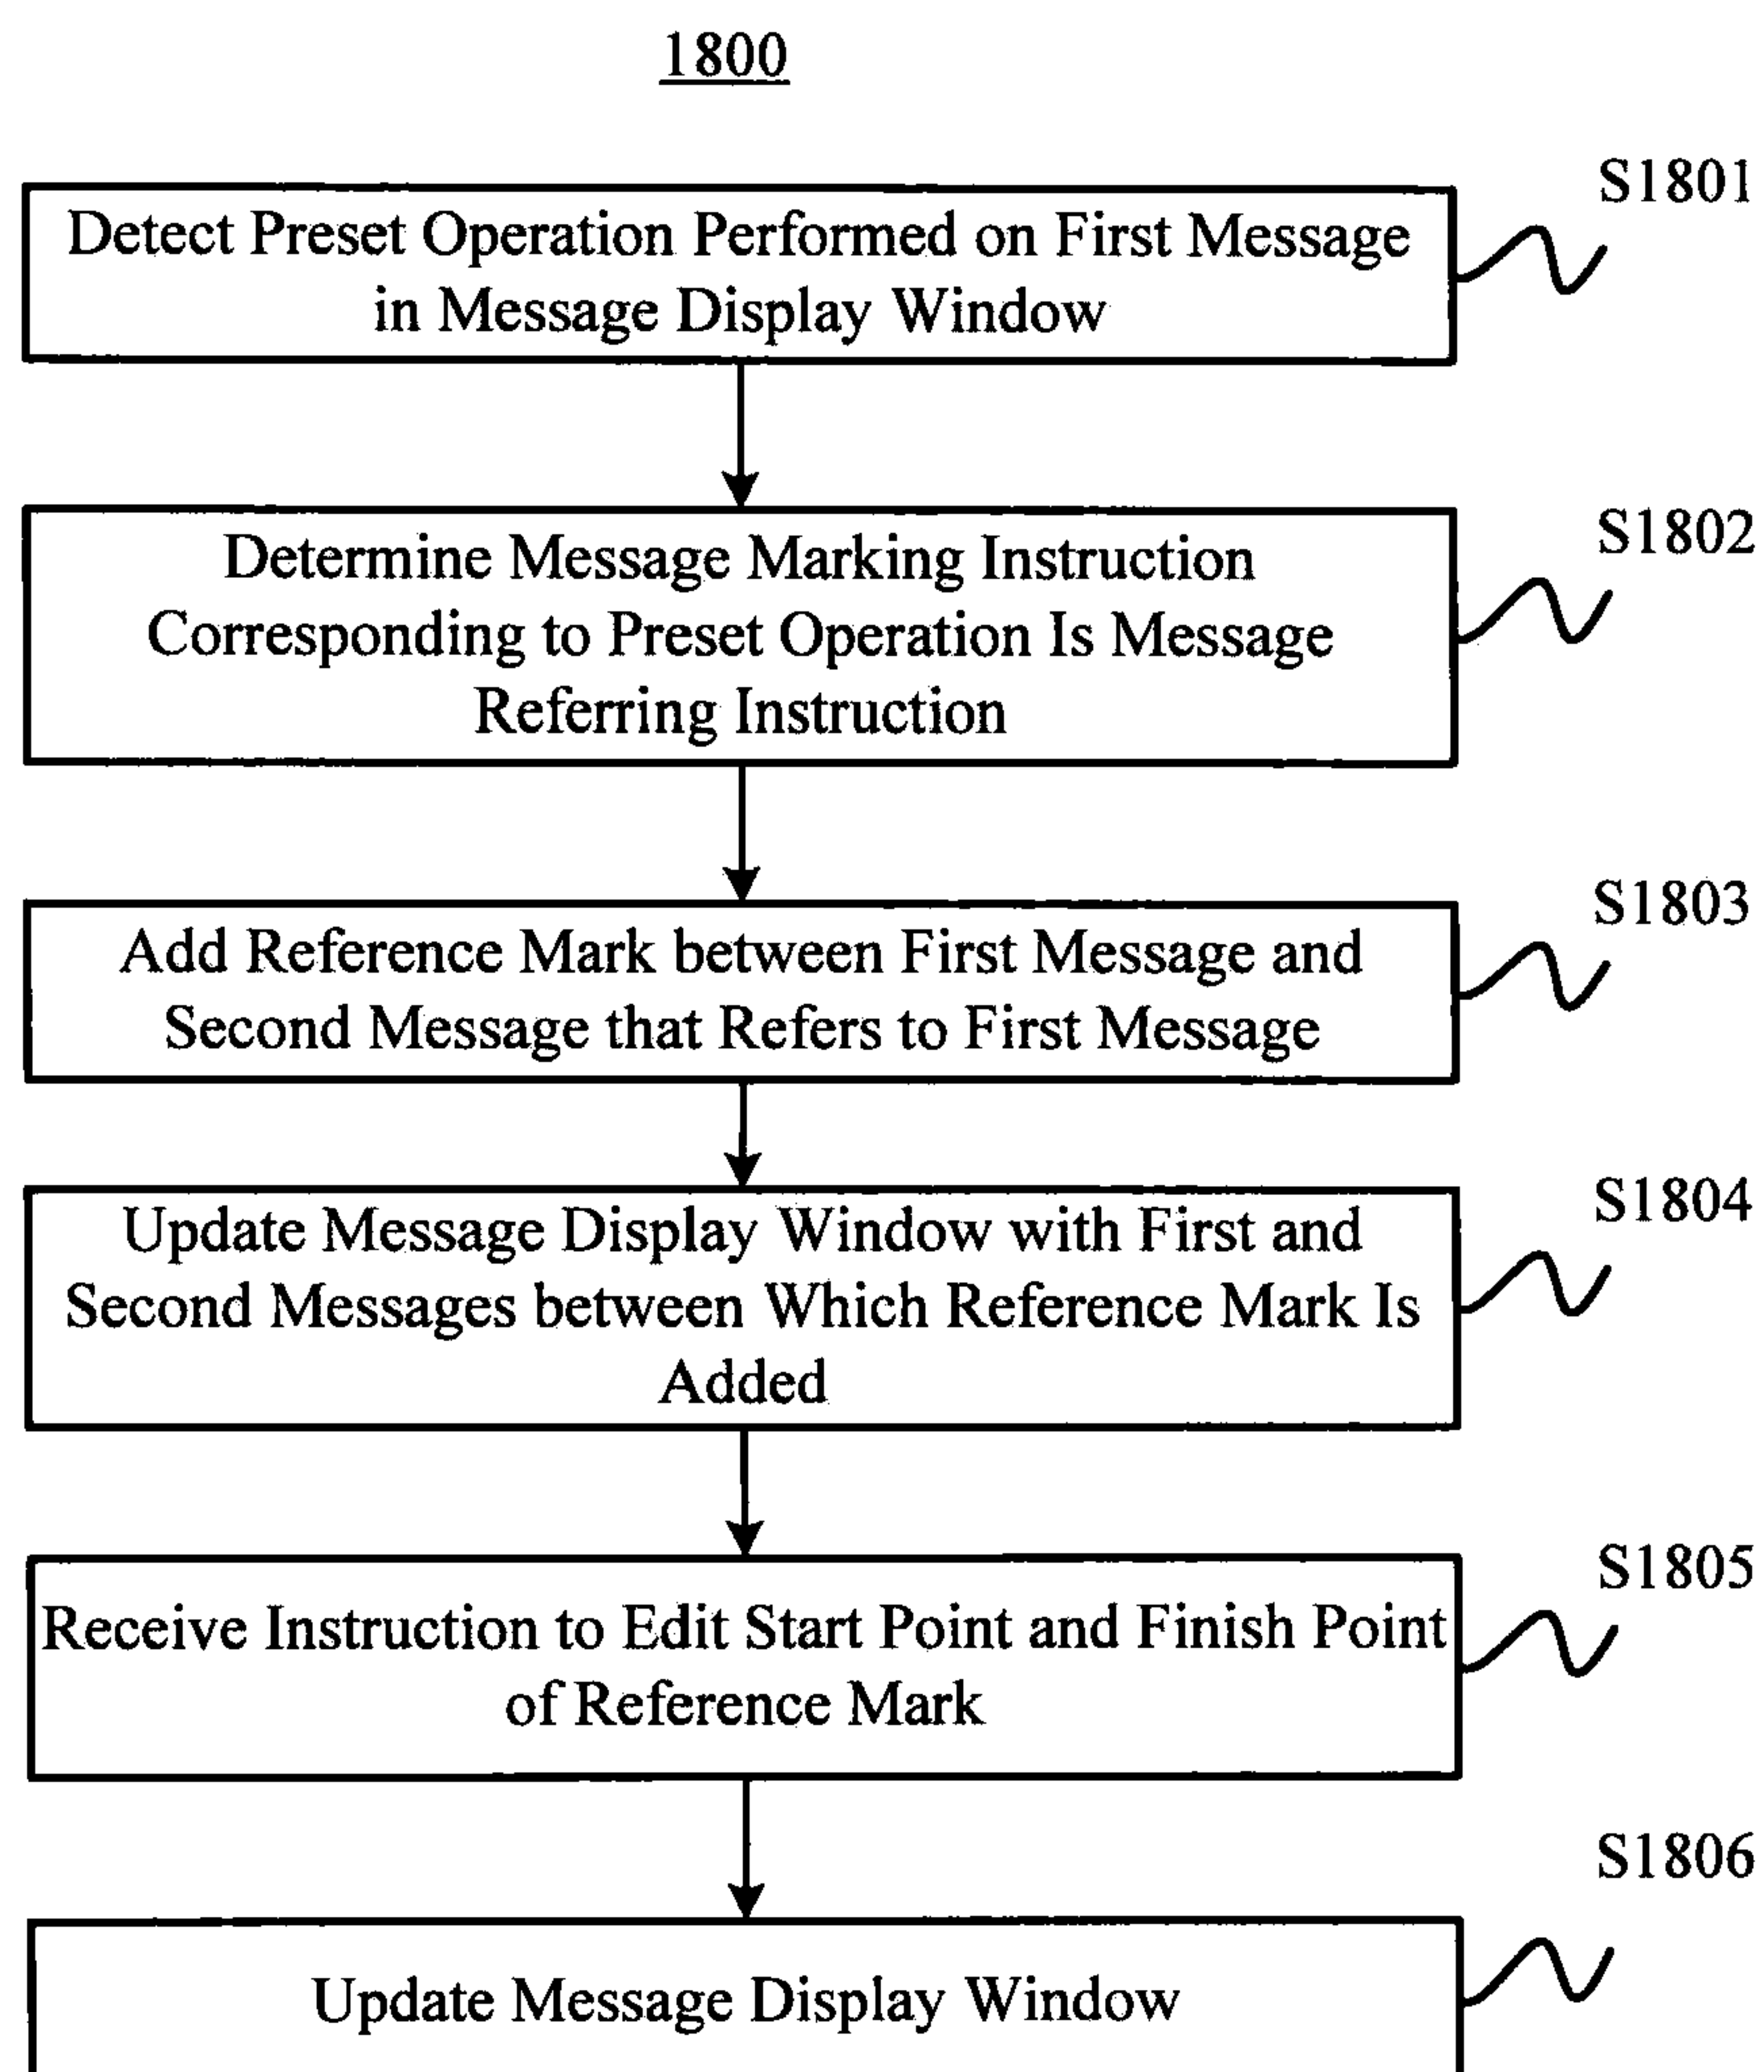 1800
S1801
Detect Preset Operation Performed on First Message
in Message Display Window
S1802
Determine Message Marking Instruction
Corresponding to Preset Operation Is Message
Referring Instruction
S1803
Add Reference Mark between First Message and
Second Message that Refers to First Message
S1804
Update Message Display Window with First and
Second Messages between Which Reference Mark Is
Added
S1805
Receive Instruction to Edit Start Point and Finish Point
of Reference Mark
S1806
Update Message Display Window